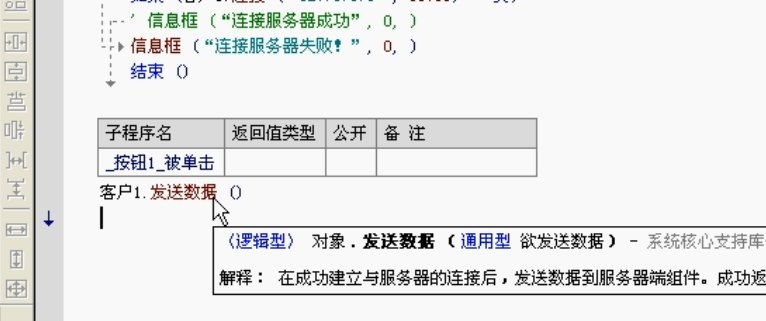 ' 信息框 (“连接服务器成功”, 0, )
信息框 (“连接服务器失败! ”, 0, )
结束 ()
子程序名 返回值类型 公开 备 注
_按钮1_被单击
客户1.发送数据 ()
〈逻辑型〉 对象.发送数据 ( 通用型 欲发送数据 ) - 系统核心支持库
解释: 在成功建立与服务器的连接后,发送数据到服务器端组件。成功返